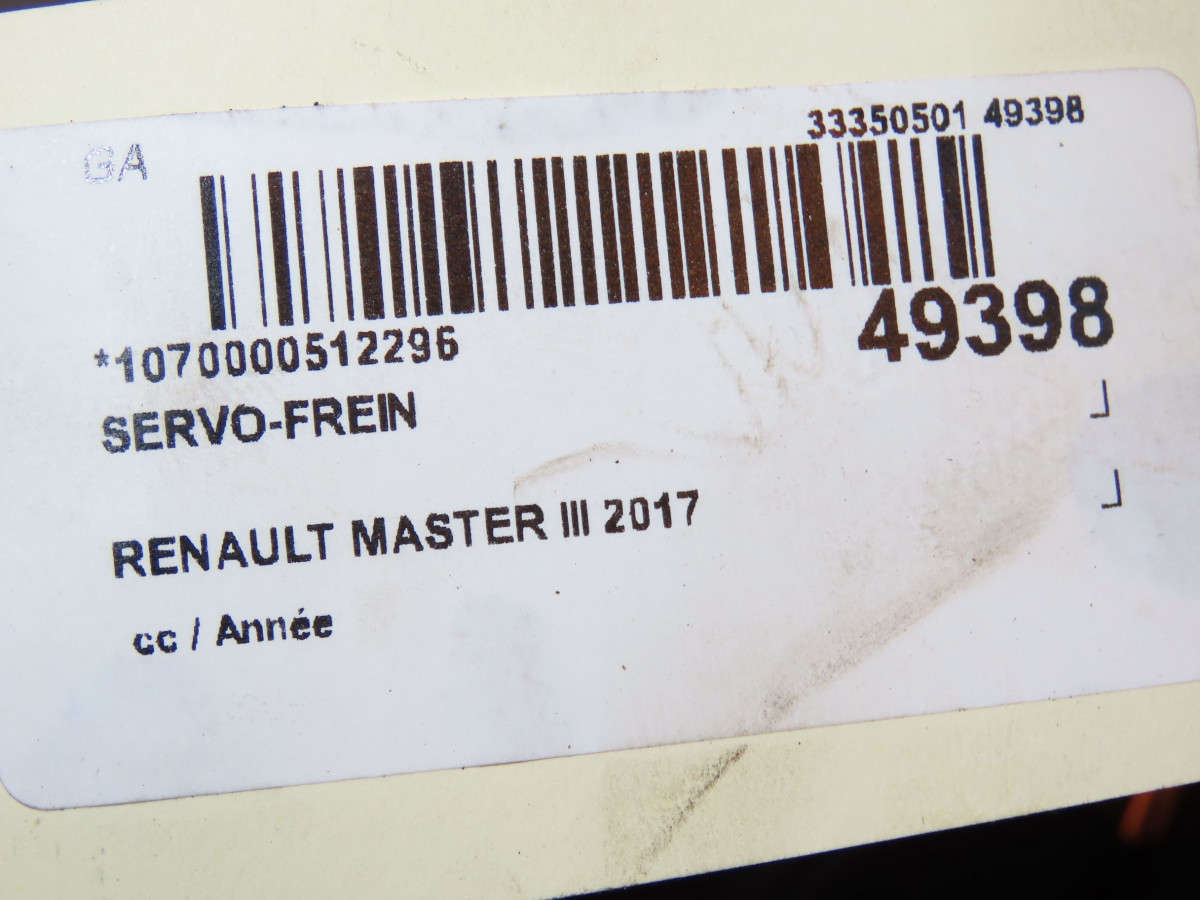 GA
33350501 49398
*1070000512296
49398
SERVO-FREIN
RENAULT MASTER III 2017
cc / Année